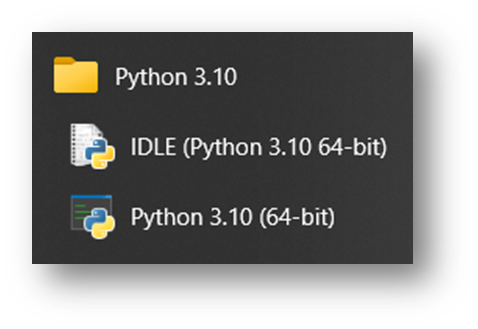 Python 3.10
IDLE (Python 3.10 64-bit)
Python 3.10 (64-bit)